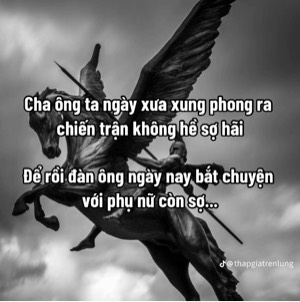 Cha ông ta ngày xưa xung phong ra
chiến trận không hề sợ hãi
Để rồi đàn ông ngày nay bắt chuyện
với phụ nữ còn sợ...
@thapgiatrenlung